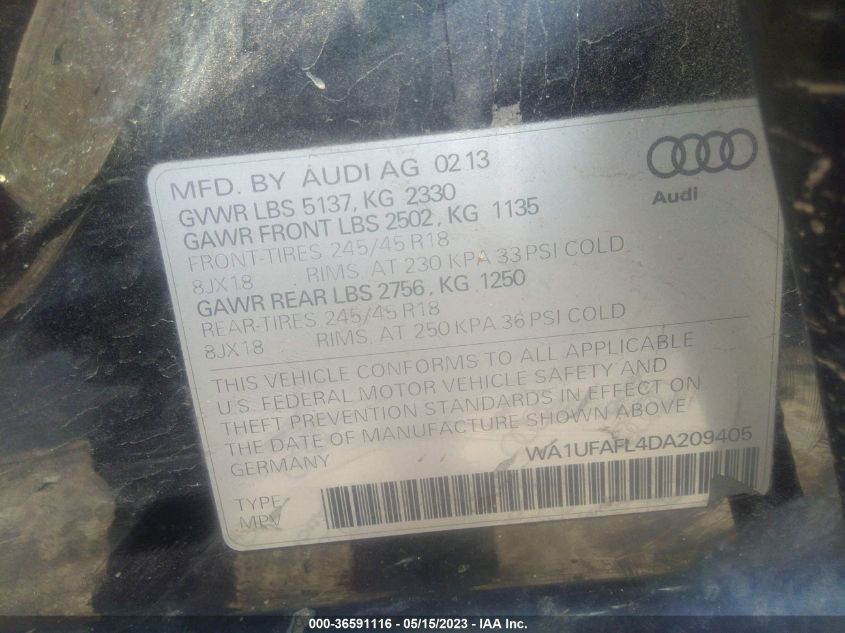 MFD. BY AUDI AG 02 13
GVWR LBS 5137, KG 2330
GAWR FRONT LBS 2502, KG 1135
FRONT-TIRES 245/45 R18
8JX18 RIMS, AT 230 KPA 33 PSI COLD
GAWR REAR LBS 2756, KG 1250
REAR-TIRES 245/45 R18
8JX18 RIMS, AT 250 KPA 36 PSI COLD
Audi
THIS VEHICLE CONFORMS TO ALL APPLICABLE
U.S. FEDERAL MOTOR VEHICLE SAFETY AND
THEFT PREVENTION STANDARDS IN EFFECT ON
THE DATE OF MANUFACTURE SHOWN ABOVE
GERMANY
WA1UFAFL4DA209405
TYPE
MPV
000-36591116 - 05/15/2023 - IAA Inc.